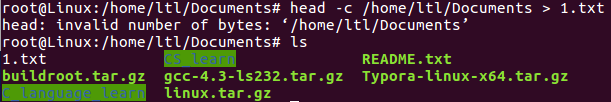 root@Linux:/home/ltl/Documents# head -c /home/Documents > 1.txt
head: invalid number of bytes: ‘/home/Documents’
root@Linux:/home/ltl/Documents# ls
1.txt CS_learn README.txt
buildroot.tar.gz gcc-4.3-ls232.tar.gz Typora-linux-x64.tar.gz
C_language_learn linux.tar.gz